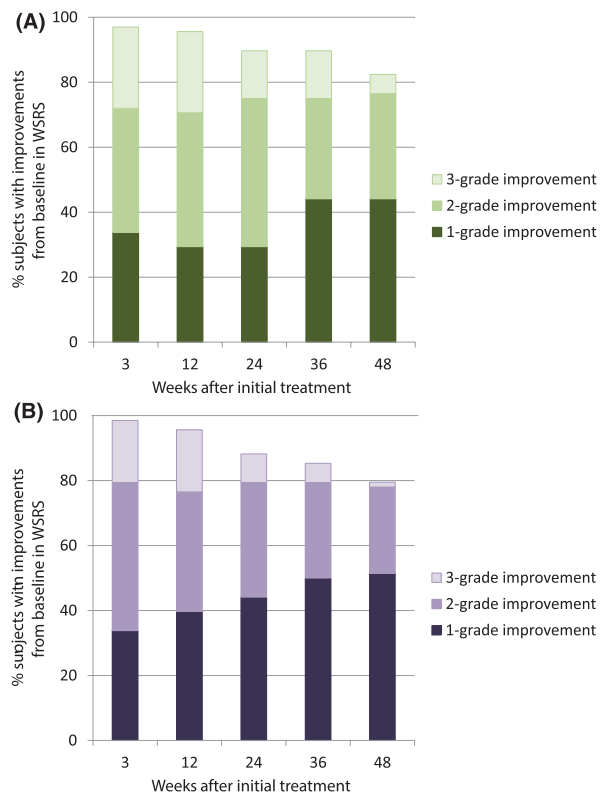 (A)
100
80
60
40
20
0
% subjects with improvements
from baseline in WSRS
3 12 24 36 48
Weeks after initial treatment
3-grade improvement
2-grade improvement
1-grade improvement
(B)
100
80
60
40
20
0
% subjects with improvements
from baseline in WSRS
3 12 24 36 48
Weeks after initial treatment
3-grade improvement
2-grade improvement
1-grade improvement